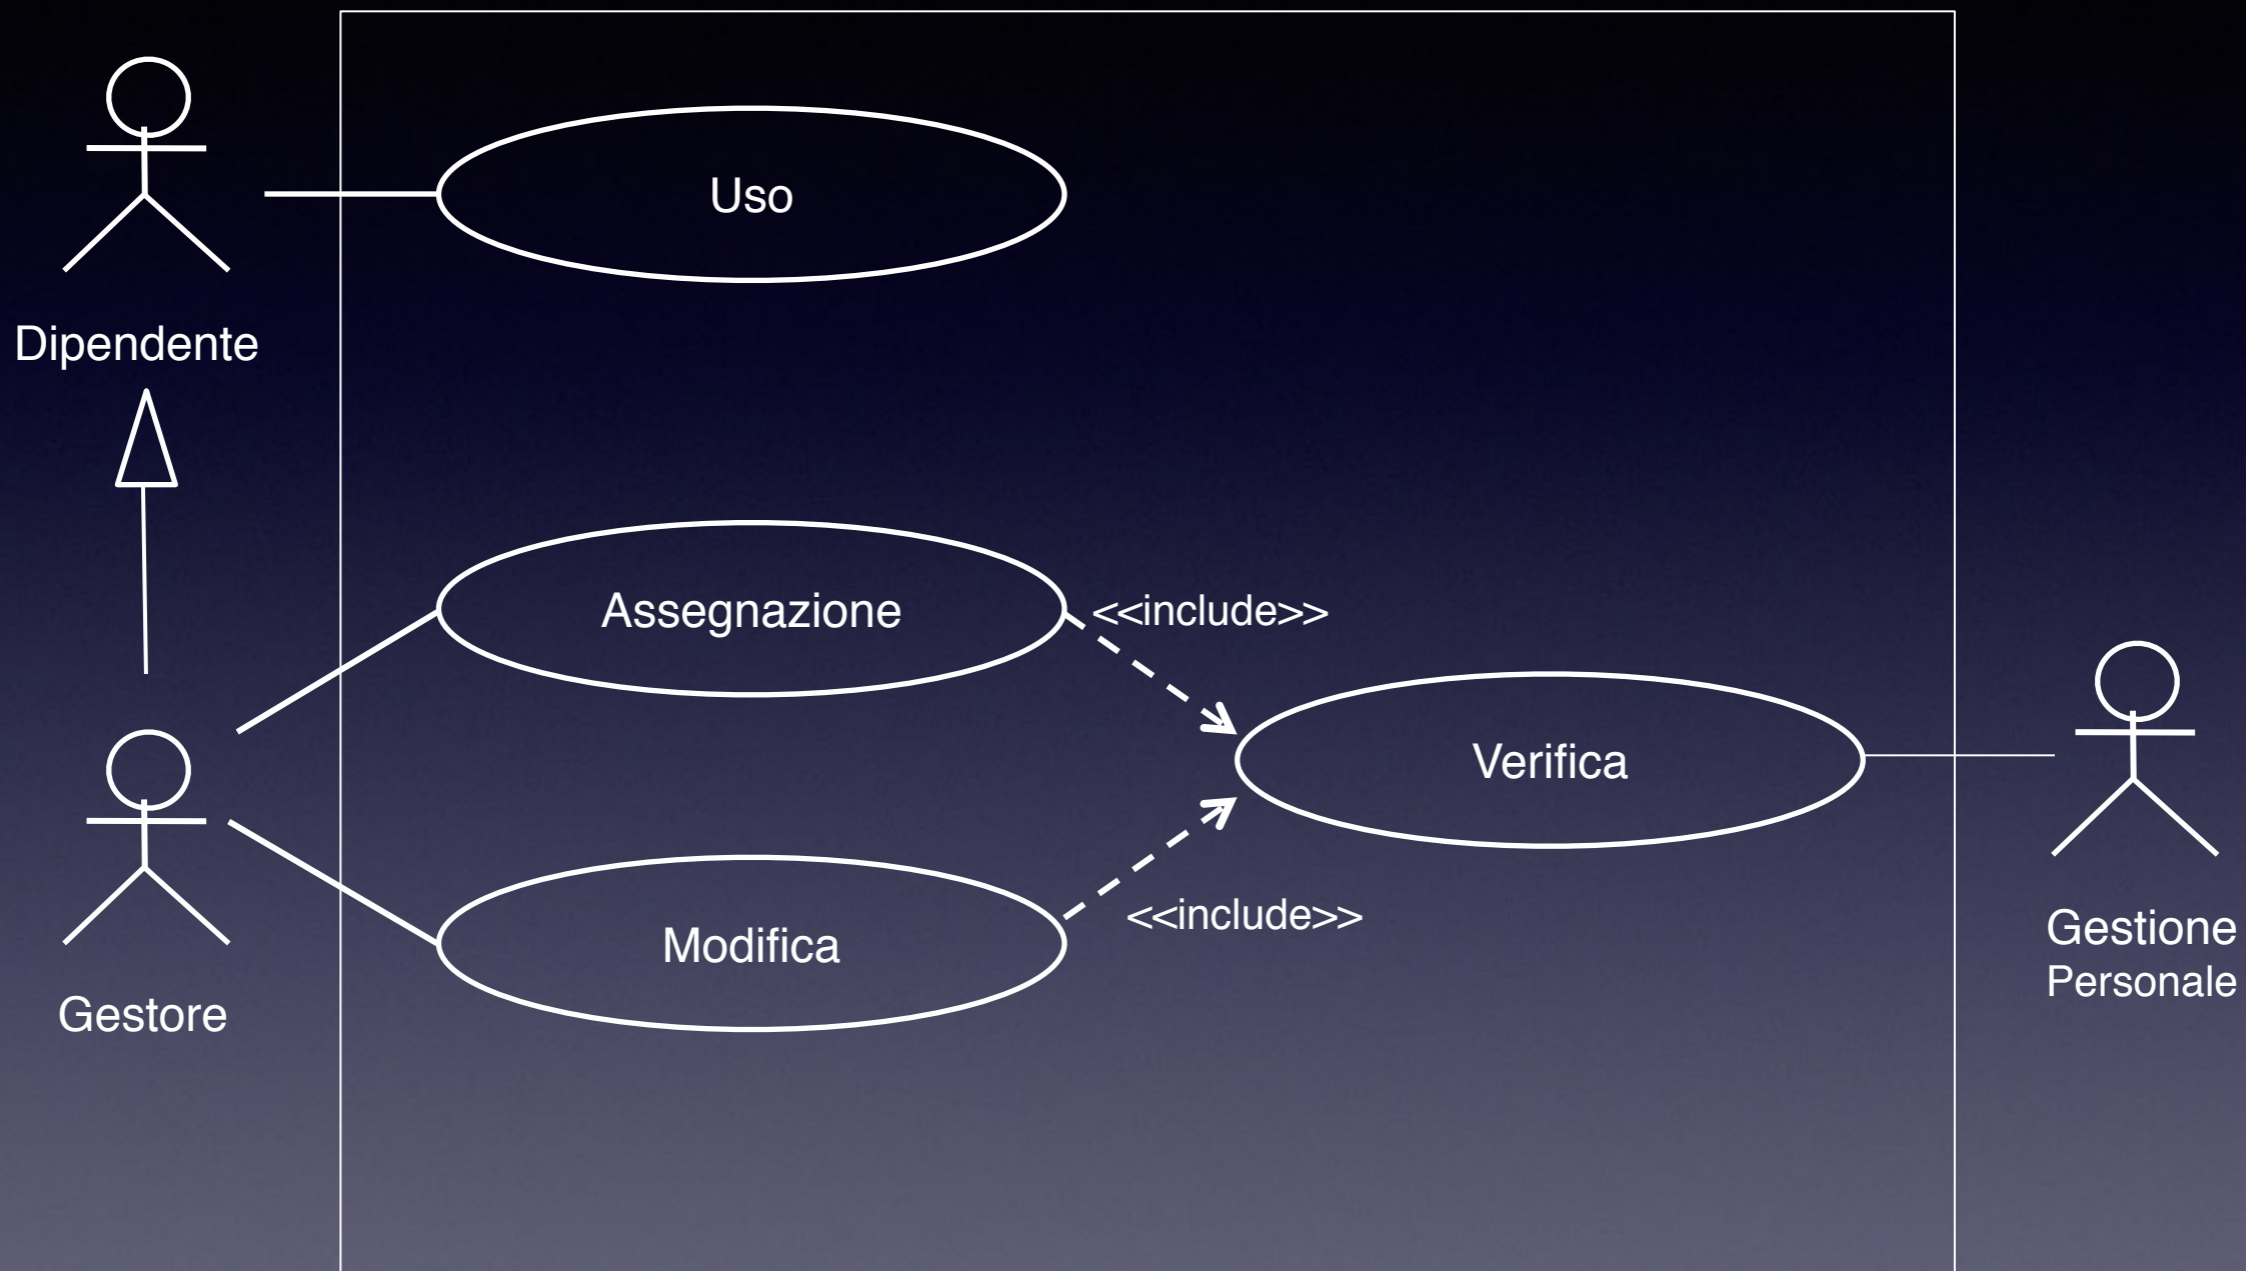 Uso
Dipendente
Assegnazione
<<include>>
Verifica
<<include>>
Modifica
Gestore
Gestione
Personale